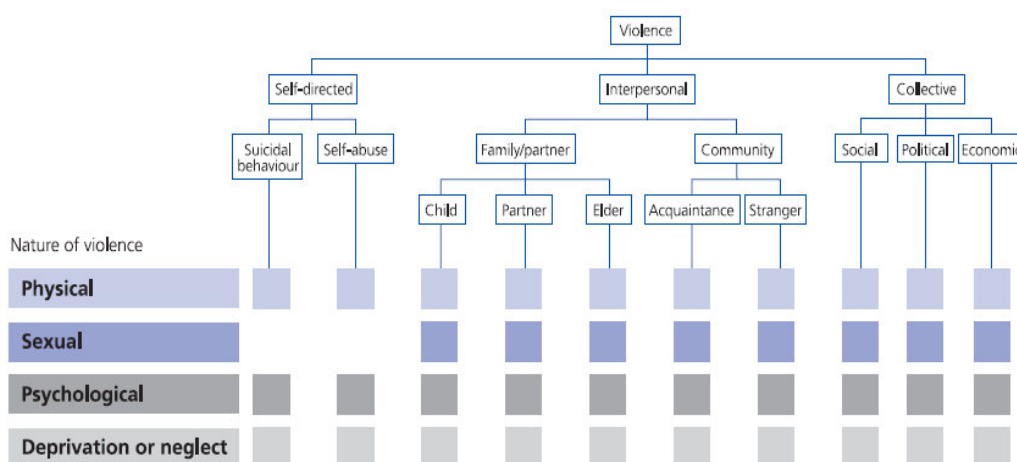 Violence
Self-directed
Interpersonal
Collective
Suicidal
behaviour
Self-abuse
Family/partner
Community
Social
Political
Economic
Child
Partner
Elder
Acquaintance
Stranger
Nature of violence
Physical
Sexual
Psychological
Deprivation or neglect